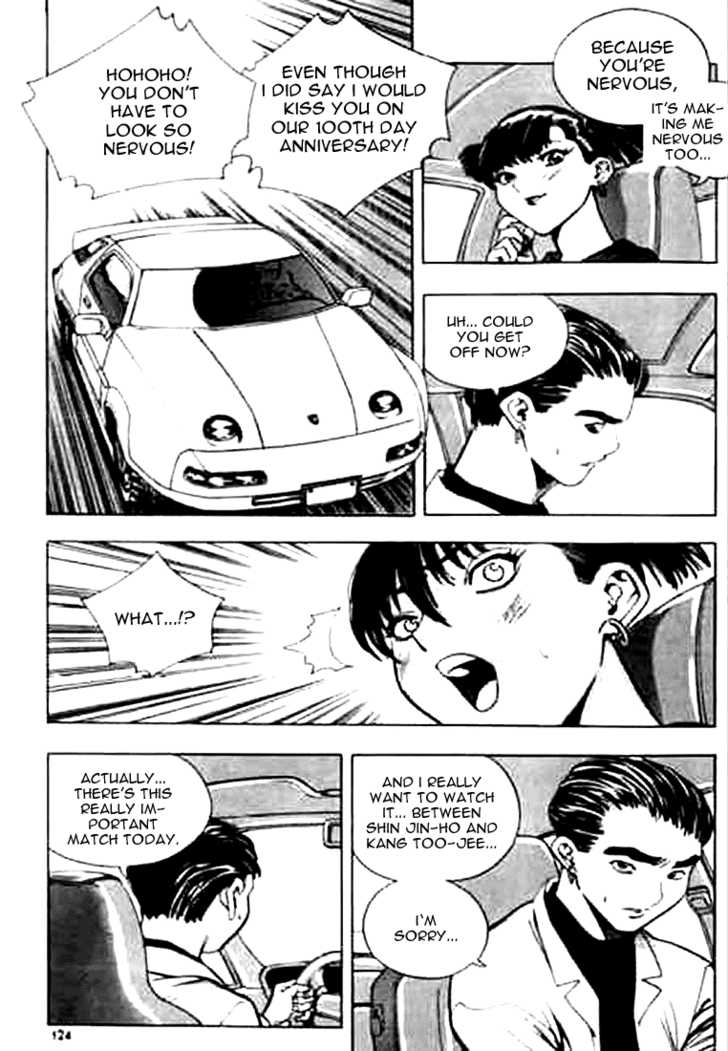 HOHOHO!
YOU DON'T
HAVE TO
LOOK SO
NERVOUS!
EVEN THOUGH
I DID SAY I WOULD
KISS YOU ON
OUR 100TH DAY
ANNIVERSARY!
BECAUSE
YOU'RE
NERVOUS,
IT'S MAK-
ING ME
NERVOUS
TOO...
UH... COULD
YOU GET
OFF NOW?
WHAT...!?
ACTUALLY...
THERE'S THIS
REALLY IM-
PORTANT
MATCH TODAY.
AND I REALLY
WANT TO WATCH
IT... BETWEEN
SHIN JIN-HO AND
KANG TOO-JEE...
I'M
SORRY...
124